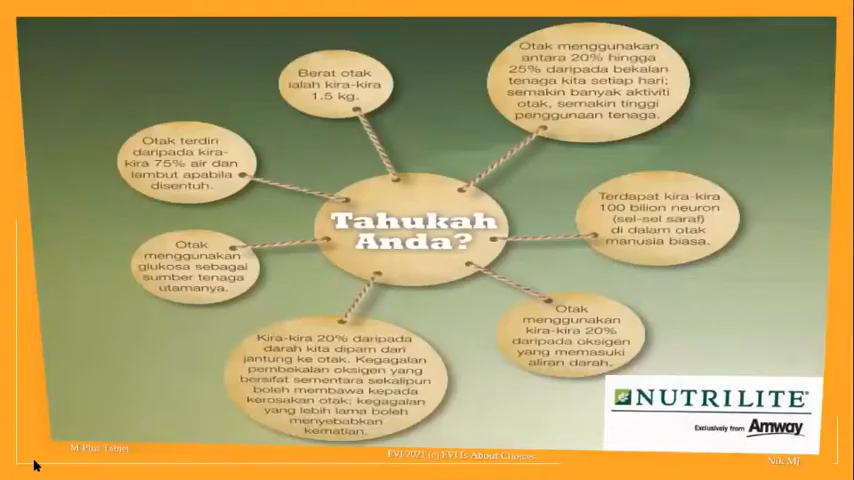 Tahukah
Anda?
Berat otak
ialah kira-kira
1.5 kg.
Otak menggunakan
antara 20% hingga
25% daripada bekalan
tenaga kita setiap hari;
semakin banyak aktiviti
otak, semakin tinggi
penggunaan tenaga.
Otak terdiri
daripada kira-
kira 75% air dan
lambut apabila
disentuh.
Terdapat kira-kira
100 bilion neuron
(sel-sel saraf)
di dalam otak
manusia biasa.
Otak
menggunakan
glukosa sebagai
sumber tenaga
utamanya.
Otak
menggunakan
kira-kira 20%
daripada oksigen
yang memasuki
aliran darah.
Kira-kira 20% daripada
darah kita dipam dari
jantung ke otak. Kegagalan
pembekalan oksigen yang
bersifat sementara sekalipun
boleh membawa kepada
kerosakan otak; kegagalan
yang lebih lama boleh
menyebabkan
kematian.
NUTRILITE
Exclusively from Amway
M Plus Tablet
2021 (c) Is About Choices
Nik MJ